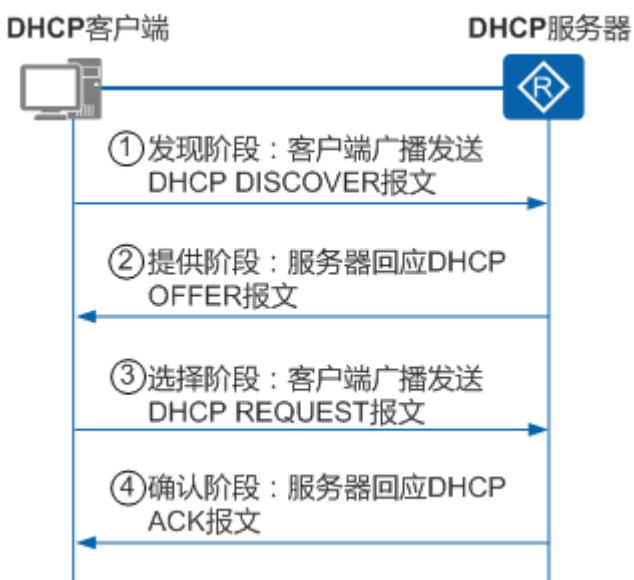 DHCP客户端
DHCP服务器
R
①发现阶段：客户端广播发送
DHCP DISCOVER报文
②提供阶段：服务器回应DHCP
OFFER报文
③选择阶段：客户端广播发送
DHCP REQUEST报文
④确认阶段：服务器回应DHCP
ACK报文